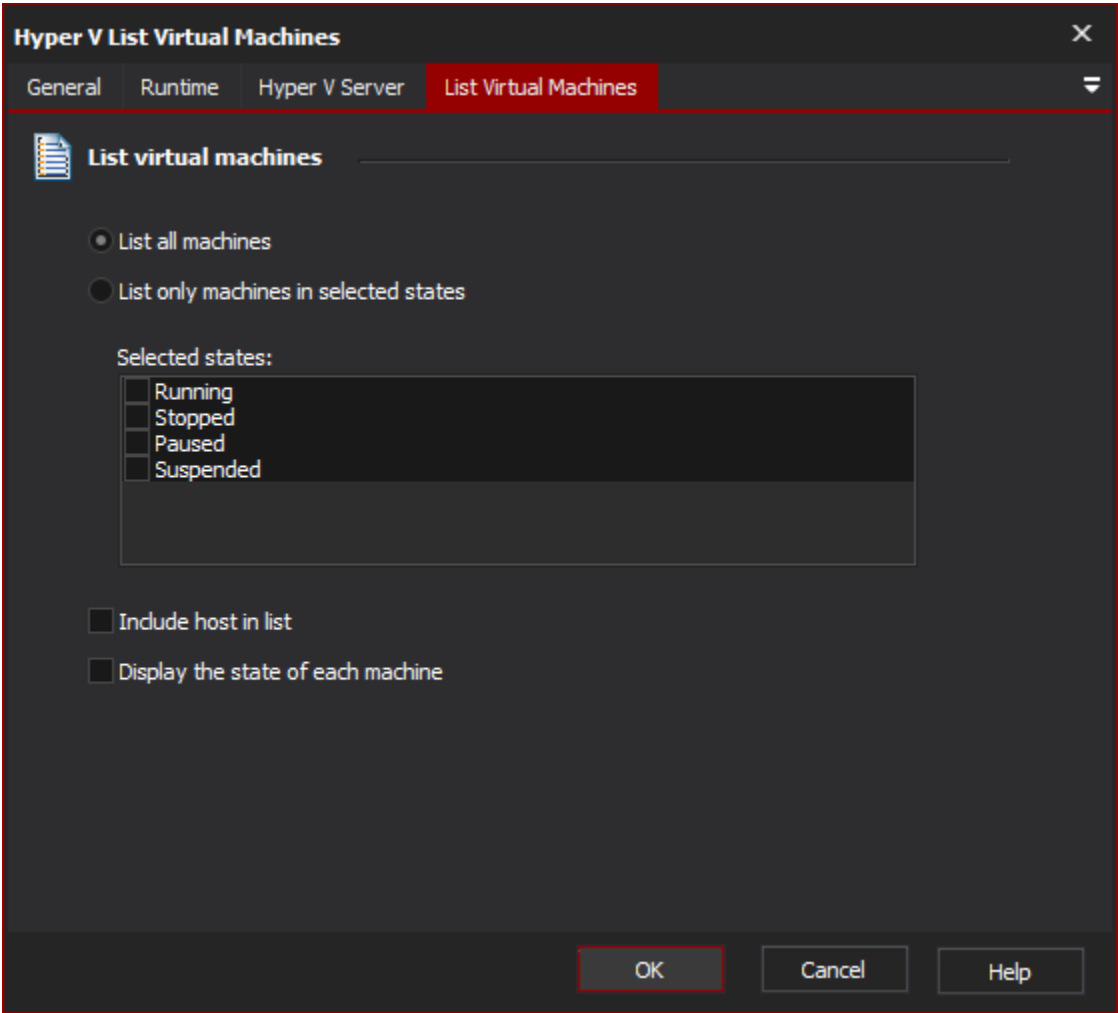 Hyper V List Virtual Machines
General Runtime Hyper V Server List Virtual Machines
List virtual machines
List all machines
List only machines in selected states
Selected states:
Running
Stopped
Paused
Suspended
Include host in list
Display the state of each machine
OK Cancel Help